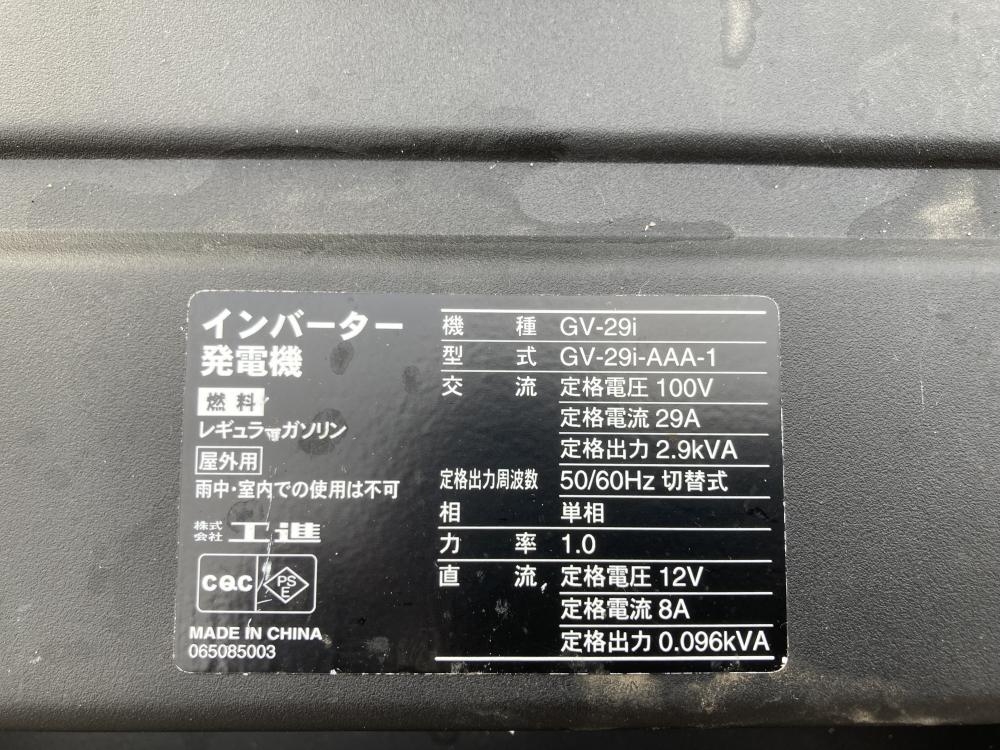 インバーター
発電機
燃料
レギュラーガソリン
屋外用
雨中・室内での使用は不可
株式会社 工進
CQC PSE
MADE IN CHINA
065085003
機種 GV-29i
型式 GV-29i-AAA-1
交流 定格電圧 100V
定格電流 29A
定格出力 2.9kVA
定格出力周波数 50/60Hz 切替式
相 単相
力率 1.0
直流 定格電圧 12V
定格電流 8A
定格出力 0.096kVA